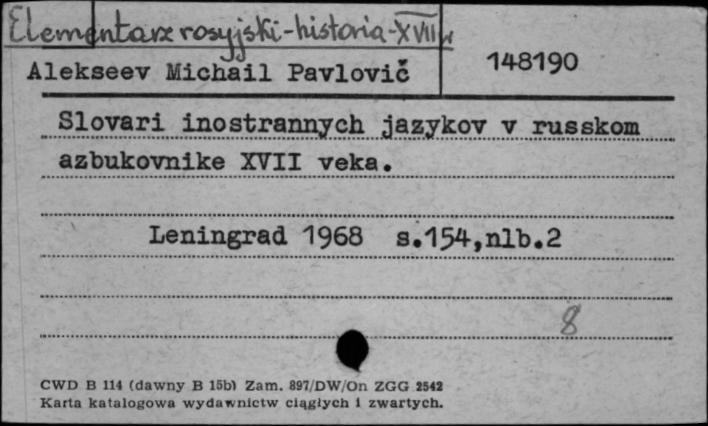 Elementarz rosyjski-historia-XVII w
Alekseev Michail Pavlovič
148190
Slovari inostrannych jazykov v russkom
azbukovnike XVII veka.
Leningrad 1968 s.154,nlb.2
8
CWD B 114 (dawny B 15b) Zam. 897/DW/On ZGG 2542
Karta katalogowa wydawnictw ciągłych i zwartych.